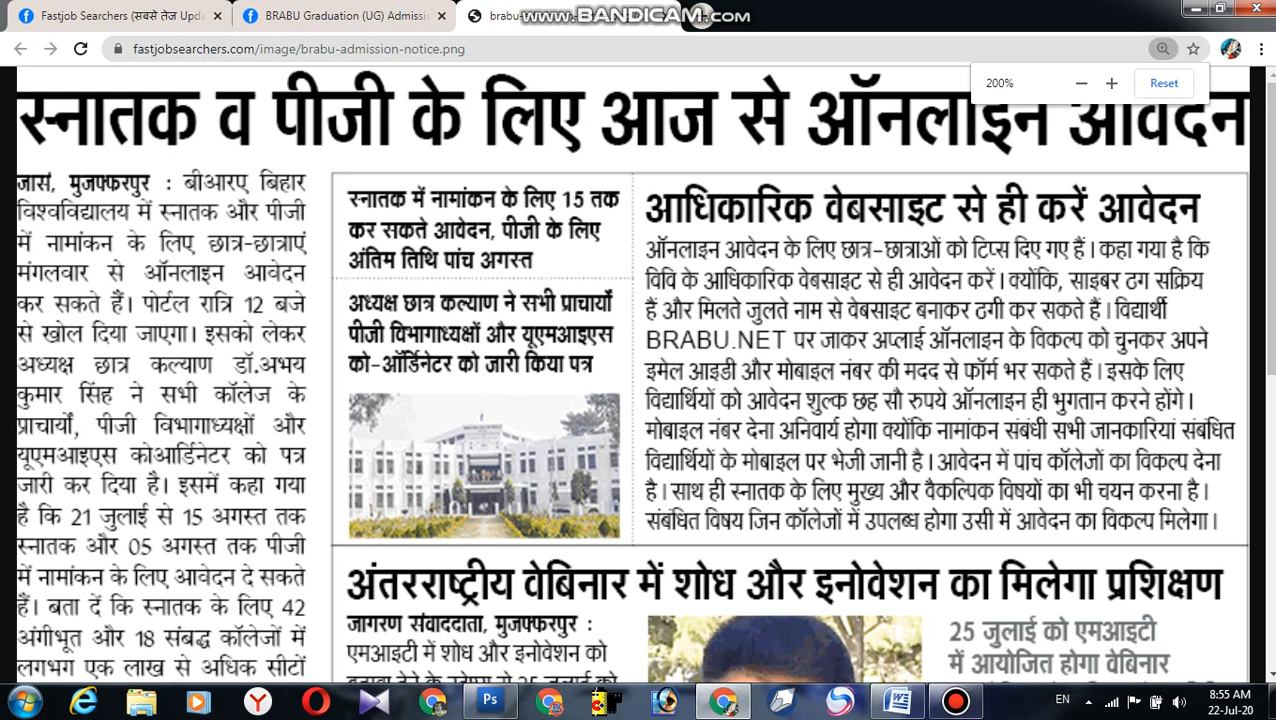 Fastjob Searchers (सबसे तेज Upda
BRABU Graduation (UG) Admissio
brabu-
www.BANDICAM.com
fastjobsearchers.com/image/brabu-admission-notice.png
200%
Reset
स्नातक व पीजी के लिए आज से ऑनलाइन आवेदन
जासं, मुजफ्फरपुर : बीआरए बिहार
विश्वविद्यालय में स्नातक और पीजी
में नामांकन के लिए छात्र-छात्राएं
मंगलवार से ऑनलाइन आवेदन
कर सकते हैं। पोर्टल रात्रि 12 बजे
से खोल दिया जाएगा। इसको लेकर
अध्यक्ष छात्र कल्याण डॉ.अभय
कुमार सिंह ने सभी कॉलेज के
प्राचार्यों, पीजी विभागाध्यक्षों और
यूएमआइएस कोआर्डिनेटर को पत्र
जारी कर दिया है। इसमें कहा गया
है कि 21 जुलाई से 15 अगस्त तक
स्नातक और 05 अगस्त तक पीजी
में नामांकन के लिए आवेदन दे सकते
हैं। बता दें कि स्नातक के लिए 42
अंगीभूत और 18 संबद्ध कॉलेजों में
लगभग एक लाख से अधिक सीटों
स्नातक में नामांकन के लिए 15 तक
कर सकते आवेदन, पीजी के लिए
अंतिम तिथि पांच अगस्त
अध्यक्ष छात्र कल्याण ने सभी प्राचार्यों
पीजी विभागाध्यक्षों और यूएमआइएस
को-ऑर्डिनेटर को जारी किया पत्र
आधिकारिक वेबसाइट से ही करें आवेदन
ऑनलाइन आवेदन के लिए छात्र-छात्राओं को टिप्स दिए गए हैं। कहा गया है कि
विवि के आधिकारिक वेबसाइट से ही आवेदन करें। क्योंकि, साइबर ठग सक्रिय
हैं और मिलते जुलते नाम से वेबसाइट बनाकर ठगी कर सकते हैं। विद्यार्थी
BRABU.NET पर जाकर अप्लाई ऑनलाइन के विकल्प को चुनकर अपने
इमेल आइडी और मोबाइल नंबर की मदद से फॉर्म भर सकते हैं। इसके लिए
विद्यार्थियों को आवेदन शुल्क छह सौ रुपये ऑनलाइन ही भुगतान करने होंगे।
मोबाइल नंबर देना अनिवार्य होगा क्योंकि नामांकन संबंधी सभी जानकारियां संबंधित
विद्यार्थियों के मोबाइल पर भेजी जानी है। आवेदन में पांच कॉलेजों का विकल्प देना
है। साथ ही स्नातक के लिए मुख्य और वैकल्पिक विषयों का भी चयन करना है।
संबंधित विषय जिन कॉलेजों में उपलब्ध होगा उसी में आवेदन का विकल्प मिलेगा।
अंतरराष्ट्रीय वेबिनार में शोध और इनोवेशन का मिलेगा प्रशिक्षण
जागरण संवाददाता, मुजफ्फरपुर :
एमआइटी में शोध और इनोवेशन को
25 जुलाई को एमआइटी
में आयोजित होगा वेबिनार
Ps
EN
8:55 AM
22-Jul-20